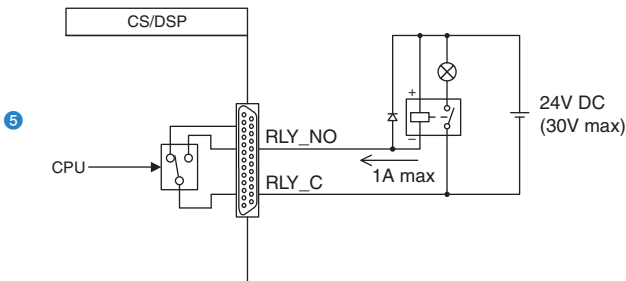 CS/DSP
5
24V DC
(30V max)
+
−
RLY_NO
CPU
1A max
RLY_C